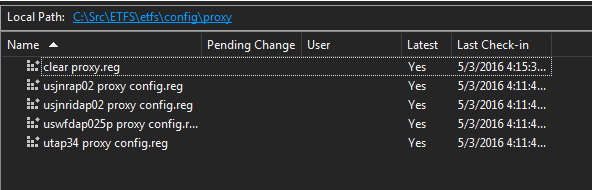 Local Path: C:\Src\ETFS\etfs\config\proxy
Name Pending Change User Latest Last Check-in
clear proxy.reg Yes 5/3/2016 4:15:3...
usjnrap02 proxy config.reg Yes 5/3/2016 4:11:4...
usjnridap02 proxy config.reg Yes 5/3/2016 4:11:4...
uswfdap025p proxy config.r... Yes 5/3/2016 4:11:4...
utap34 proxy config.reg Yes 5/3/2016 4:11:4...